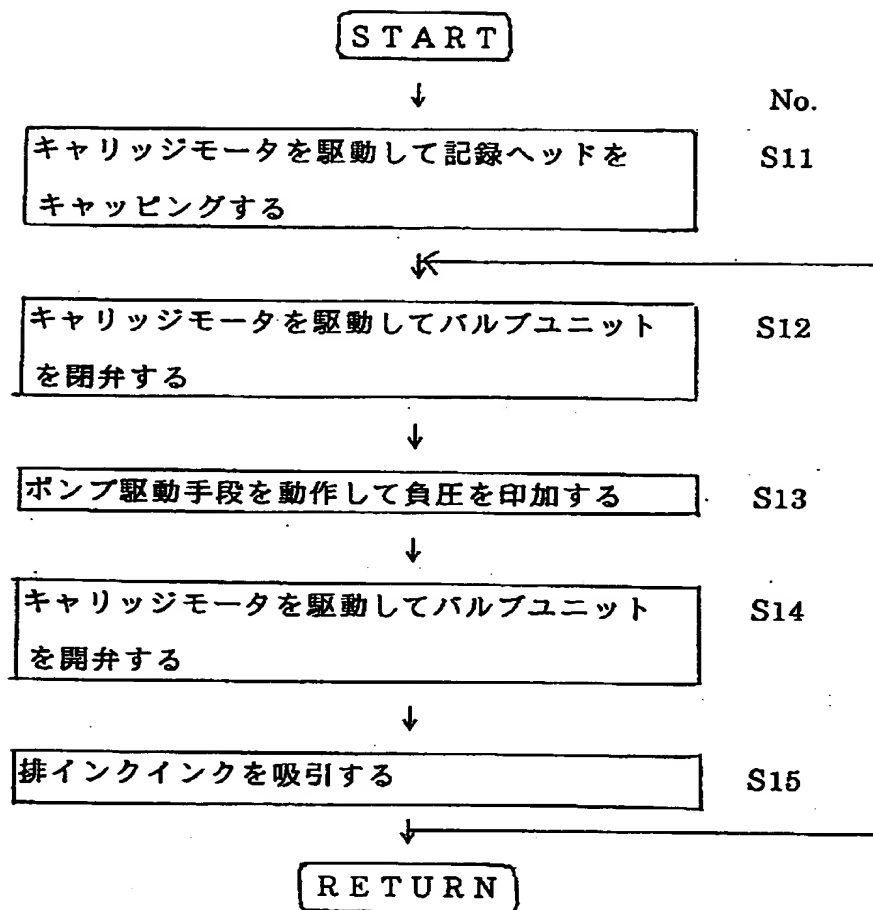 START
No.
キャリッジモータを駆動して記録ヘッドを
S11
キャッピングする
キャリッジモータを駆動してバルブユニット
S12
を閉弁する
ポンプ駆動手段を動作して負圧を印加する
S13
キャリッジモータを駆動してバルブユニット
S14
を開弁する
排インクインクを吸引する
S15
RETURN